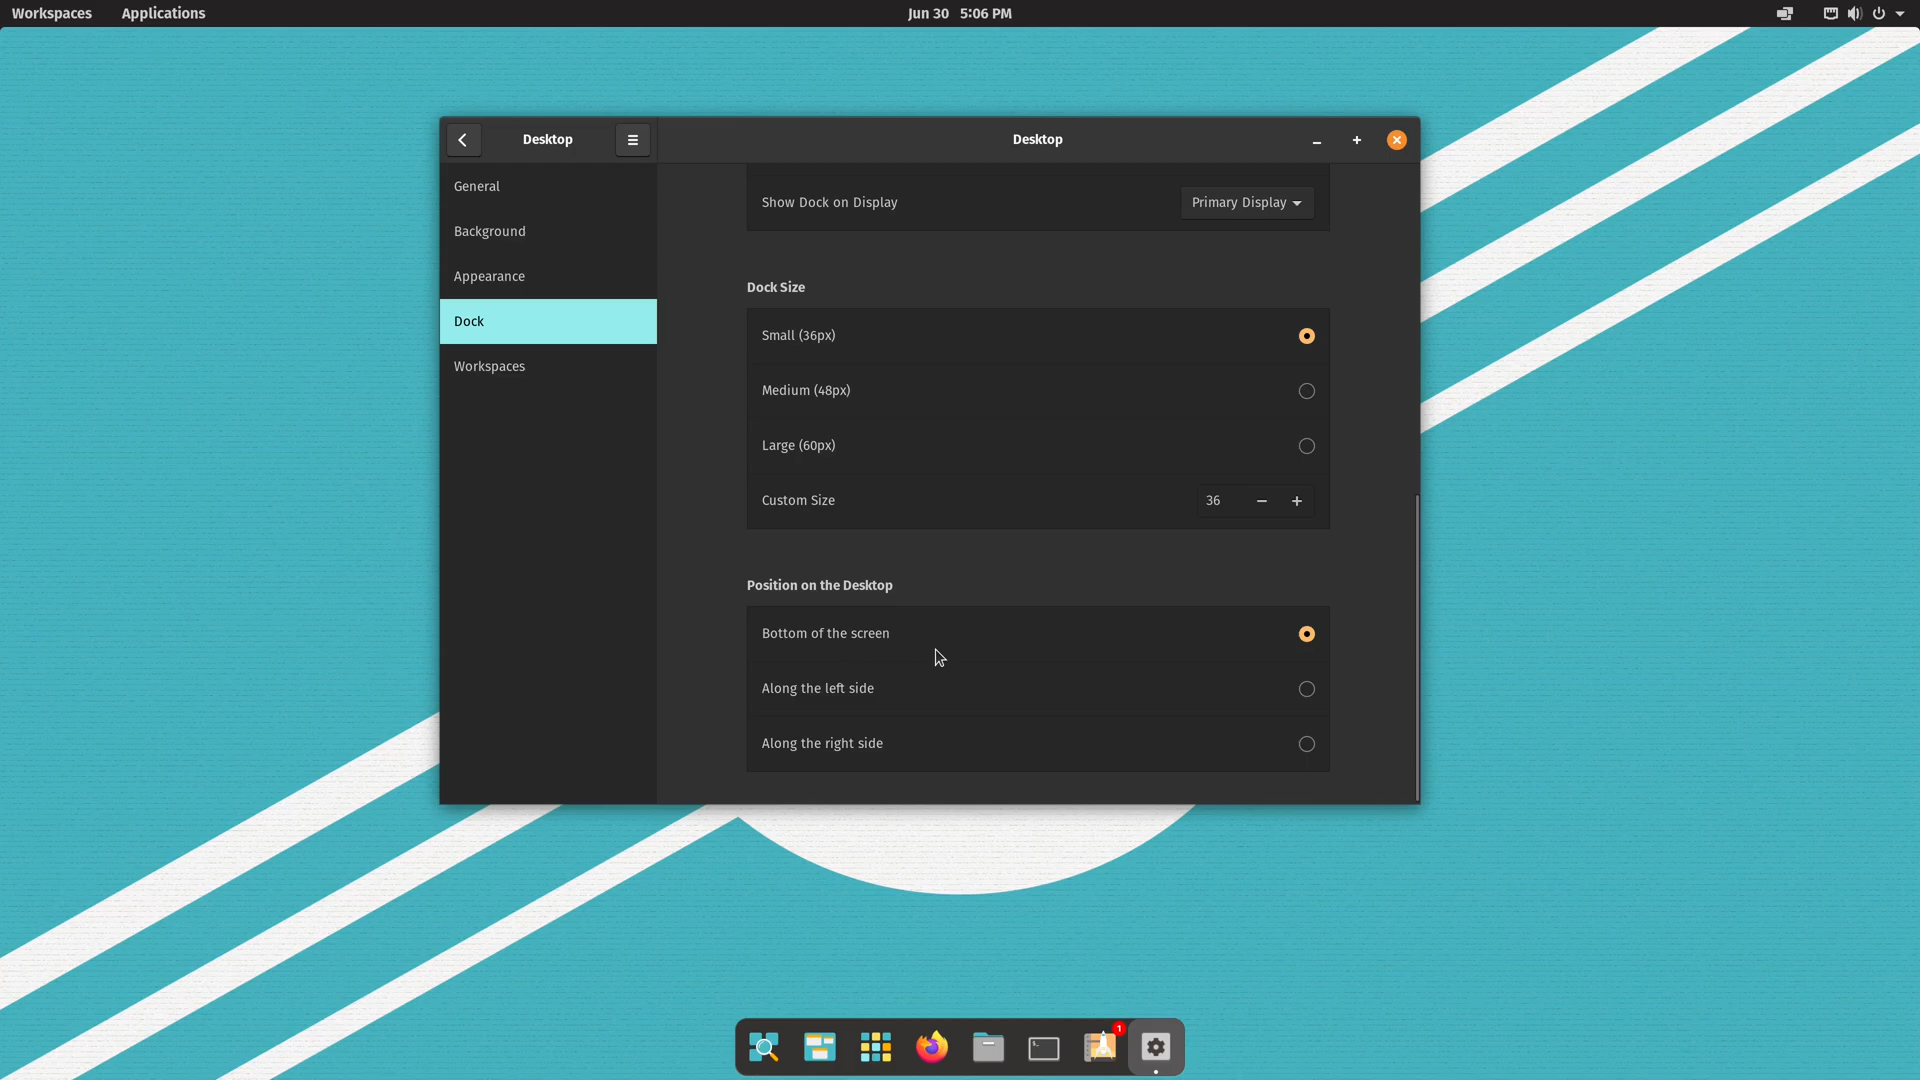 Workspaces Applications Jun 30 5:06 PM
Desktop Desktop
General
Background
Appearance
Dock
Workspaces
Show Dock on Display Primary Display
Dock Size
Small (36px)
Medium (48px)
Large (60px)
Custom Size 36 − +
Position on the Desktop
Bottom of the screen
Along the left side
Along the right side
1